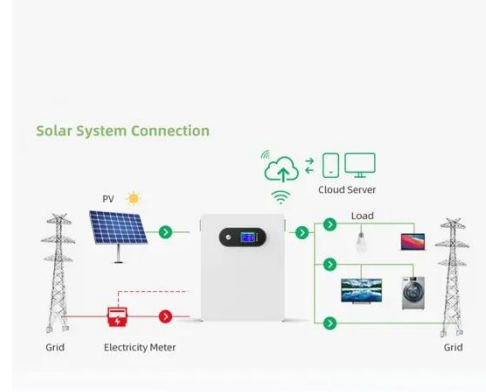 Solar System Connection
Cloud Server
PV
Load
Grid
Electricity Meter
Grid